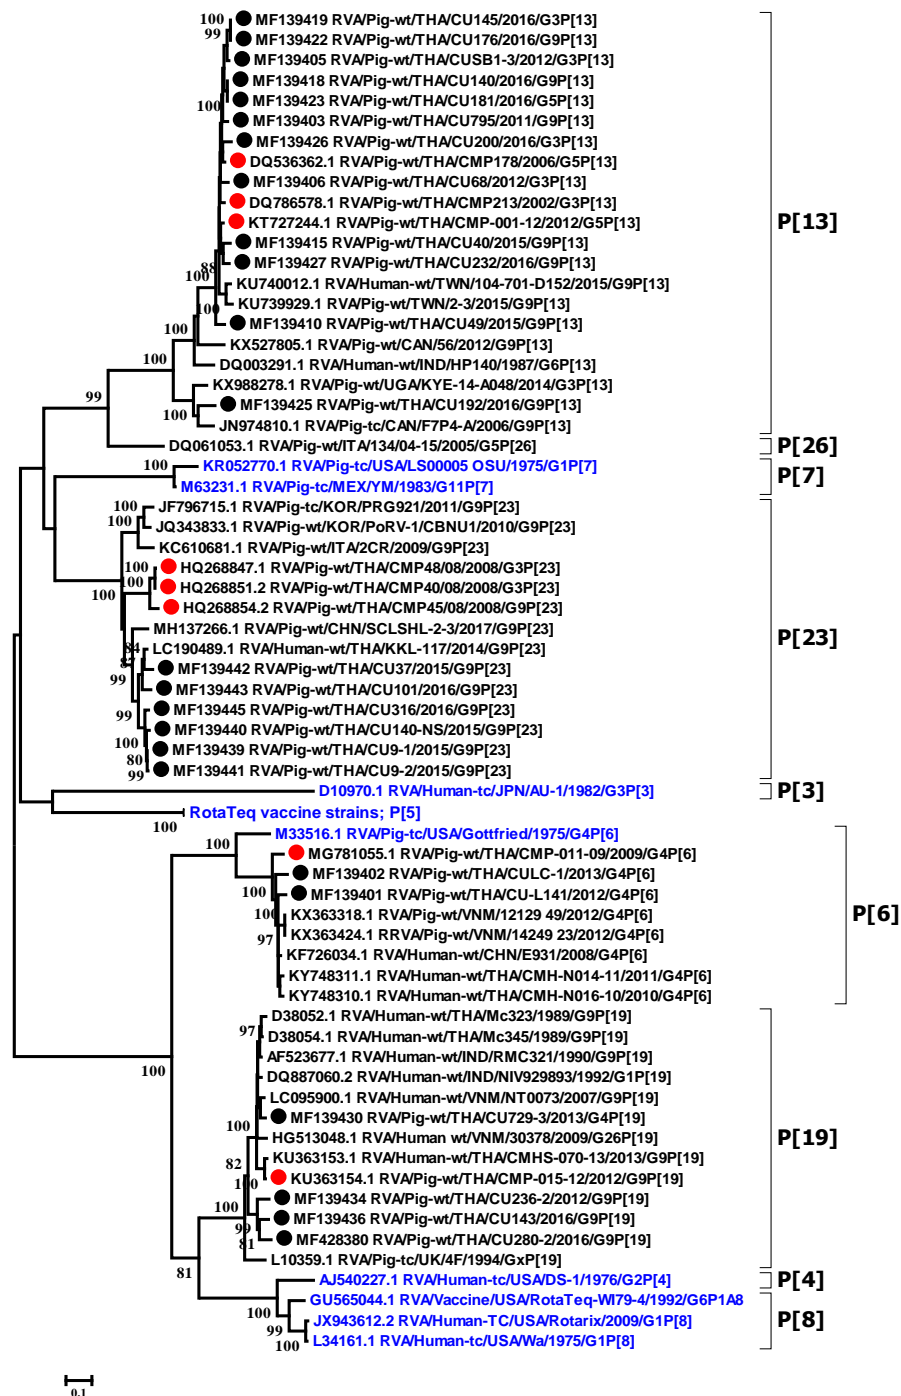 100 MF139419 RVA/Pig-wt/THA/CU145/2016/G3P[13]
99 MF139422 RVA/Pig-wt/THA/CU176/2016/G9P[13]
MF139405 RVA/Pig-wt/THA/CUSB1-3/2012/G3P[13]
MF139418 RVA/Pig-wt/THA/CU140/2016/G9P[13]
100 MF139423 RVA/Pig-wt/THA/CU181/2016/G5P[13]
MF139403 RVA/Pig-wt/THA/CU795/2011/G9P[13]
MF139426 RVA/Pig-wt/THA/CU200/2016/G3P[13]
DQ536362.1 RVA/Pig-wt/THA/CMP178/2006/G5P[13]
MF139406 RVA/Pig-wt/THA/CU68/2012/G3P[13]
DQ786578.1 RVA/Pig-wt/THA/CMP213/2002/G3P[13]
KT727244.1 RVA/Pig-wt/THA/CMP-001-12/2012/G5P[13]
P[13]
MF139415 RVA/Pig-wt/THA/CU40/2015/G9P[13]
88 MF139427 RVA/Pig-wt/THA/CU232/2016/G9P[13]
100 KU740012.1 RVA/Human-wt/TWN/104-701-D152/2015/G9P[13]
100 KU739929.1 RVA/Pig-wt/TWN/2-3/2015/G9P[13]
MF139410 RVA/Pig-wt/THA/CU49/2015/G9P[13]
100 KX527805.1 RVA/Pig-wt/CAN/56/2012/G9P[13]
100 DQ003291.1 RVA/Human-wt/IND/HP140/1987/G6P[13]
KX988278.1 RVA/Pig-wt/UGA/KYE-14-A048/2014/G3P[13]
99 MF139425 RVA/Pig-wt/THA/CU192/2016/G9P[13]
100 JN974810.1 RVA/Pig-tc/CAN/F7P4-A/2006/G9P[13]
DQ061053.1 RVA/Pig-wt/ITA/134/04-15/2005/G5P[26]
P[26]
100 KR052770.1 RVA/Pig-tc/USA/LS00005 OSU/1975/G1P[7]
P[7]
M63231.1 RVA/Pig-tc/MEX/YM/1983/G11P[7]
100 JF796715.1 RVA/Pig-tc/KOR/PRG921/2011/G9P[23]
100 JQ343833.1 RVA/Pig-wt/KOR/PoRV-1/CBNU1/2010/G9P[23]
KC610681.1 RVA/Pig-wt/ITA/2CR/2009/G9P[23]
100 HQ268847.1 RVA/Pig-wt/THA/CMP48/08/2008/G3P[23]
100 HQ268851.2 RVA/Pig-wt/THA/CMP40/08/2008/G3P[23]
100 HQ268854.2 RVA/Pig-wt/THA/CMP45/08/2008/G9P[23]
MH137266.1 RVA/Pig-wt/CHN/SCLSHL-2-3/2017/G9P[23]
P[23]
84 LC190489.1 RVA/Human-wt/THA/KKL-117/2014/G9P[23]
87 MF139442 RVA/Pig-wt/THA/CU37/2015/G9P[23]
99 MF139443 RVA/Pig-wt/THA/CU101/2016/G9P[23]
99 MF139445 RVA/Pig-wt/THA/CU316/2016/G9P[23]
MF139440 RVA/Pig-wt/THA/CU140-NS/2015/G9P[23]
100 MF139439 RVA/Pig-wt/THA/CU9-1/2015/G9P[23]
80
99 MF139441 RVA/Pig-wt/THA/CU9-2/2015/G9P[23]
D10970.1 RVA/Human-tc/JPN/AU-1/1982/G3P[3]
P[3]
RotaTeq vaccine strains; P[5]
100
M33516.1 RVA/Pig-tc/USA/Gottfried/1975/G4P[6]
100 MG781055.1 RVA/Pig-wt/THA/CMP-011-09/2009/G4P[6]
MF139402 RVA/Pig-wt/THA/CULC-1/2013/G4P[6]
100 MF139401 RVA/Pig-wt/THA/CU-L141/2012/G4P[6]
100 KX363318.1 RVA/Pig-wt/VNM/12129 49/2012/G4P[6]
P[6]
97 KX363424.1 RRVA/Pig-wt/VNM/14249 23/2012/G4P[6]
KF726034.1 RVA/Human-wt/CHN/E931/2008/G4P[6]
KY748311.1 RVA/Human-wt/THA/CMH-N014-11/2011/G4P[6]
KY748310.1 RVA/Human-wt/THA/CMH-N016-10/2010/G4P[6]
D38052.1 RVA/Human-wt/THA/Mc323/1989/G9P[19]
97 D38054.1 RVA/Human-wt/THA/Mc345/1989/G9P[19]
AF523677.1 RVA/Human-wt/IND/RMC321/1990/G9P[19]
100 DQ887060.2 RVA/Human-wt/IND/NIV929893/1992/G1P[19]
LC095900.1 RVA/Human-wt/VNM/NT0073/2007/G9P[19]
100 MF139430 RVA/Pig-wt/THA/CU729-3/2013/G4P[19]
HG513048.1 RVA/Human wt/VNM/30378/2009/G26P[19]
P[19]
82 KU363153.1 RVA/Human-wt/THA/CMHS-070-13/2013/G9P[19]
100 KU363154.1 RVA/Pig-wt/THA/CMP-015-12/2012/G9P[19]
100 MF139434 RVA/Pig-wt/THA/CU236-2/2012/G9P[19]
99 MF139436 RVA/Pig-wt/THA/CU143/2016/G9P[19]
81 MF428380 RVA/Pig-wt/THA/CU280-2/2016/G9P[19]
L10359.1 RVA/Pig-tc/UK/4F/1994/GxP[19]
81 AJ540227.1 RVA/Human-tc/USA/DS-1/1976/G2P[4]
P[4]
GU565044.1 RVA/Vaccine/USA/RotaTeq-WI79-4/1992/G6P1A8
100 JX943612.2 RVA/Human-TC/USA/Rotarix/2009/G1P[8]
P[8]
99
100 L34161.1 RVA/Human-tc/USA/Wa/1975/G1P[8]
0.1